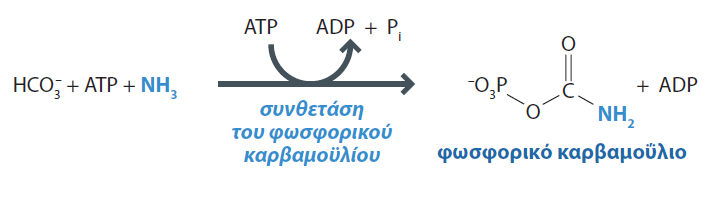 ATP ADP + Pᵢ
HCO₃⁻ + ATP + NH₃
συνθετάση
του φωσφορικού
καρβαμοϋλίου
O
⁻O₃P C + ADP
O NH₂
φωσφορικό καρβαμοΰλιο